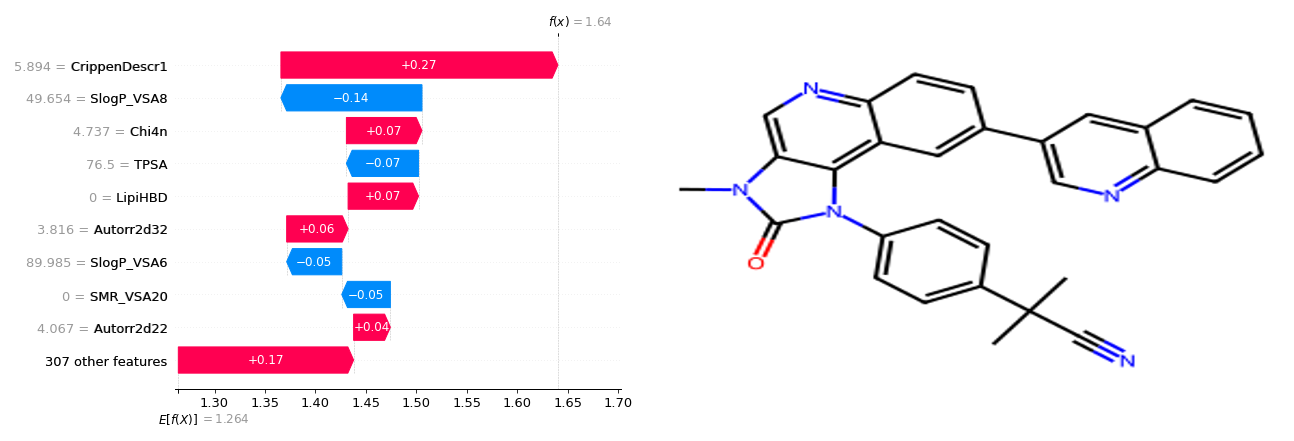 f(x) = 1.64
5.894 = CrippenDescr1 +0.27
49.654 = SlogP_VSA8 −0.14
4.737 = Chi4n +0.07
76.5 = TPSA −0.07
0 = LipiHBD +0.07
3.816 = Autorr2d32 +0.06
89.985 = SlogP_VSA6 −0.05
0 = SMR_VSA20 −0.05
4.067 = Autorr2d22 +0.04
307 other features +0.17
1.30 1.35 1.40 1.45 1.50 1.55 1.60 1.65 1.70
E[f(X)] = 1.264
N
N
N
N
O
N